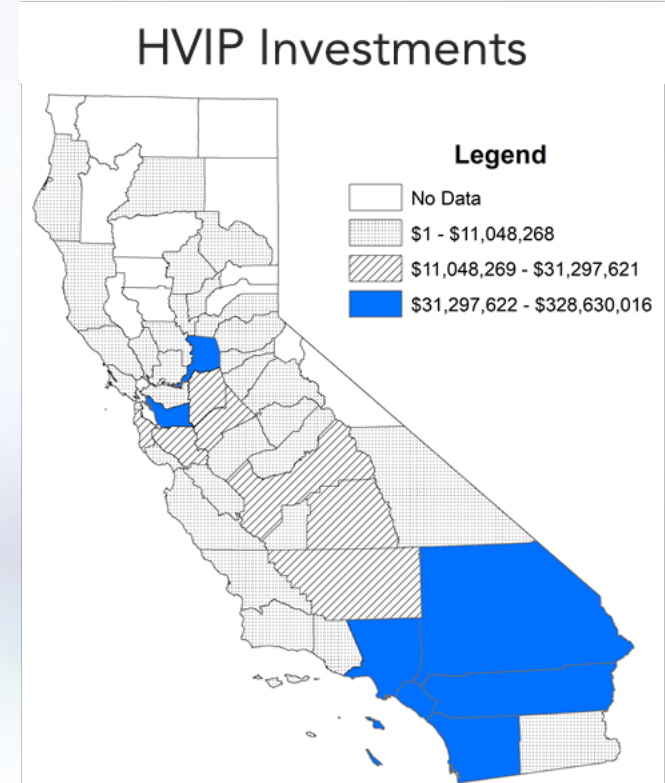 HVIP Investments
Legend
No Data
$1 - $11,048,268
$11,048,269 - $31,297,621
$31,297,622 - $328,630,016